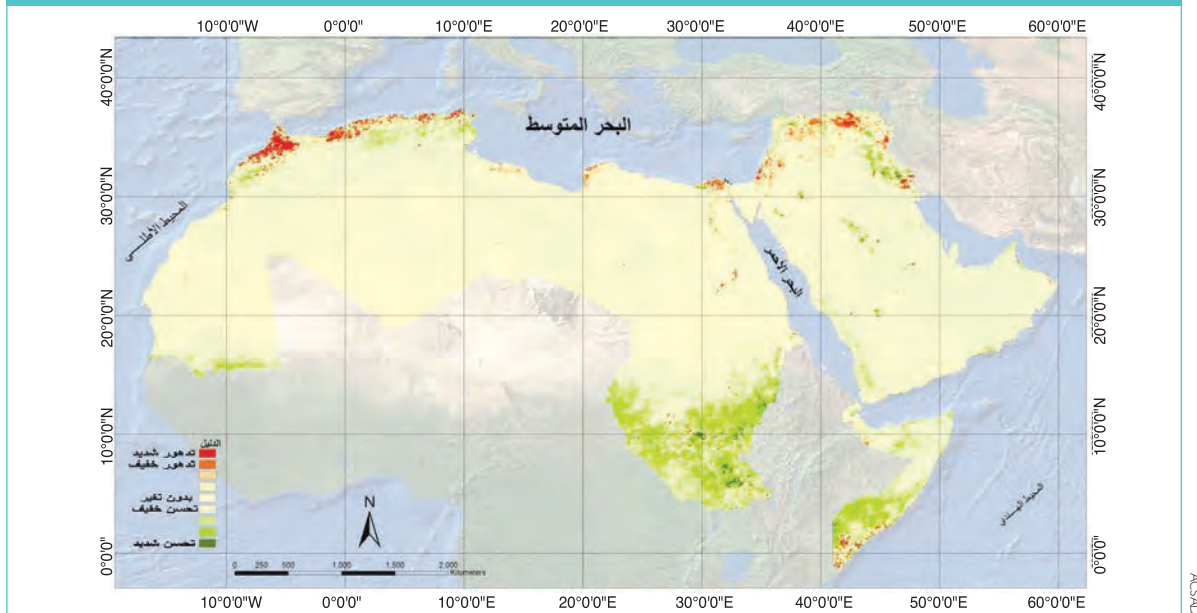 10°0'0"W 0°0'0" 10°0'0"E 20°0'0"E 30°0'0"E 40°0'0"E 50°0'0"E 60°0'0"E
40°0'0"N 40°0'0"N
البحر المتوسط
30°0'0"N 30°0'0"N
المحيط الأطلـــسي
البحر الأحمر
20°0'0"N 20°0'0"N
10°0'0"N 10°0'0"N
الدليل
تدهور شديد
تدهور خفيف
بدون تغير
تحسن خفيف
تحسن شديد
المحيط الهندي
N
0°0'0" 0°0'0"
0 250 500 1,000 1,500 2,000
Kilometers
10°0'0"W 0°0'0" 10°0'0"E 20°0'0"E 30°0'0"E 40°0'0"E 50°0'0"E 60°0'0"E
ACSAD